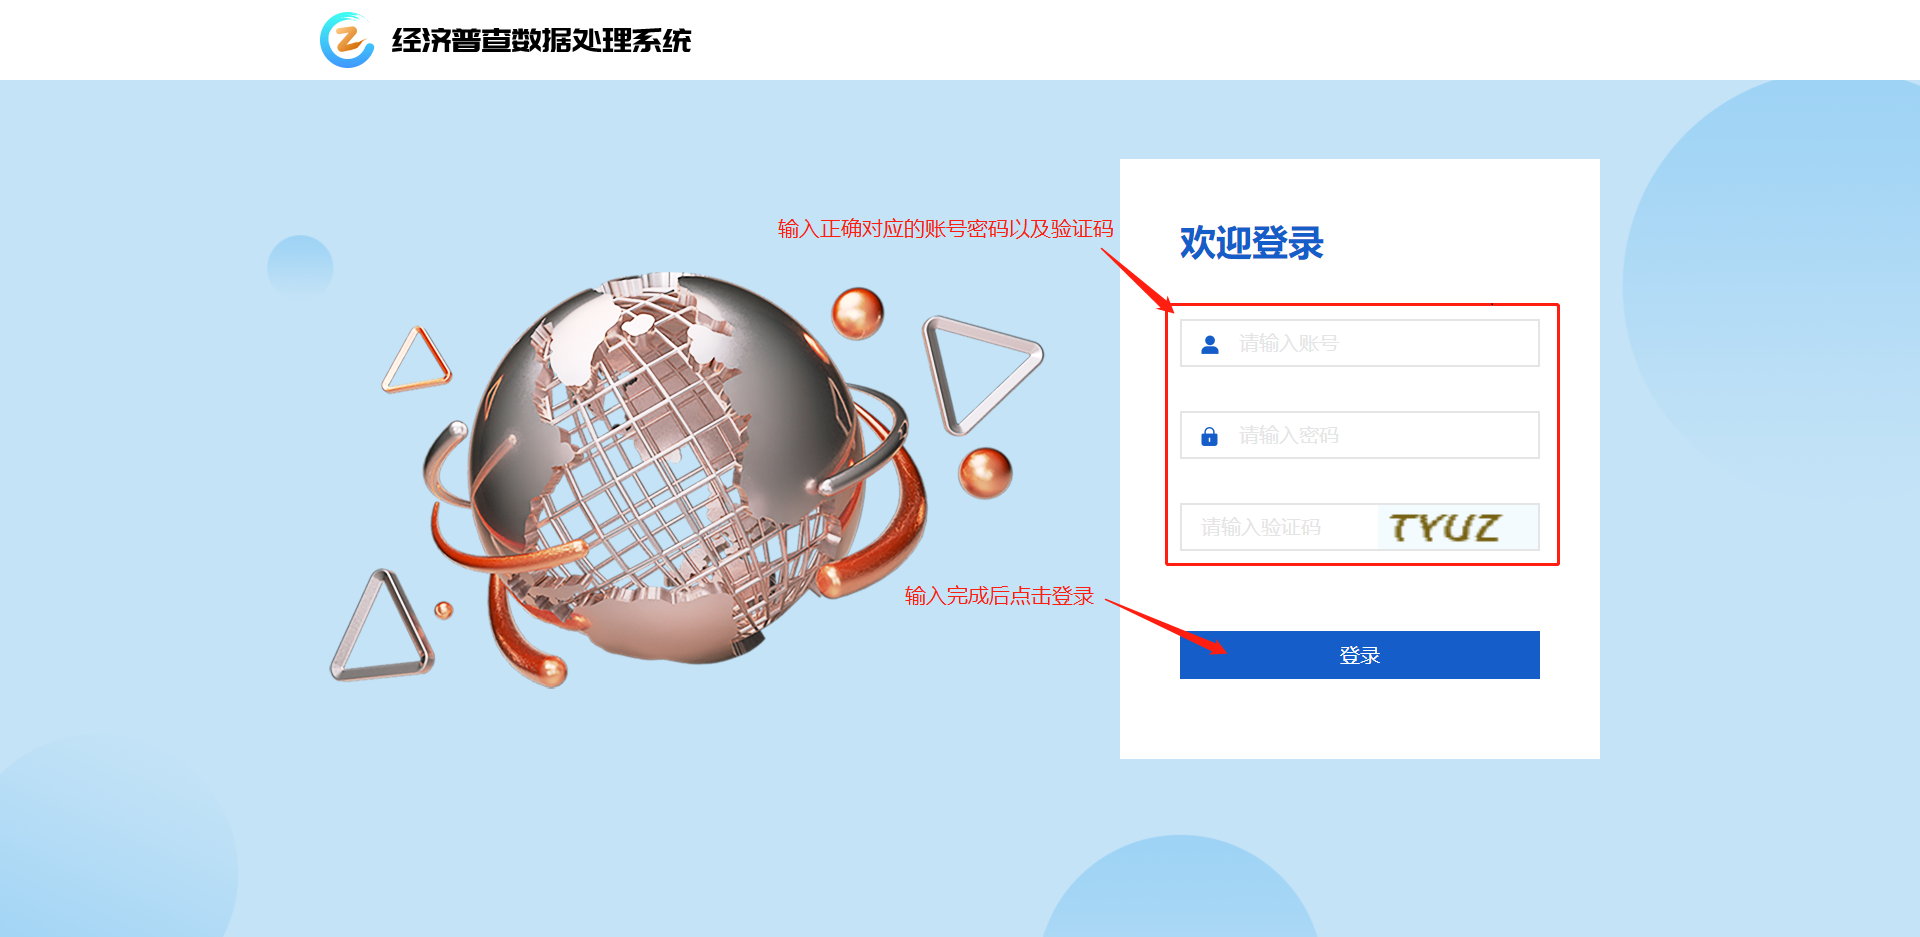 经济普查数据处理系统
输入正确对应的账号密码以及验证码
欢迎登录
请输入账号
请输入密码
请输入验证码
TYUZ
输入完成后点击登录
登录